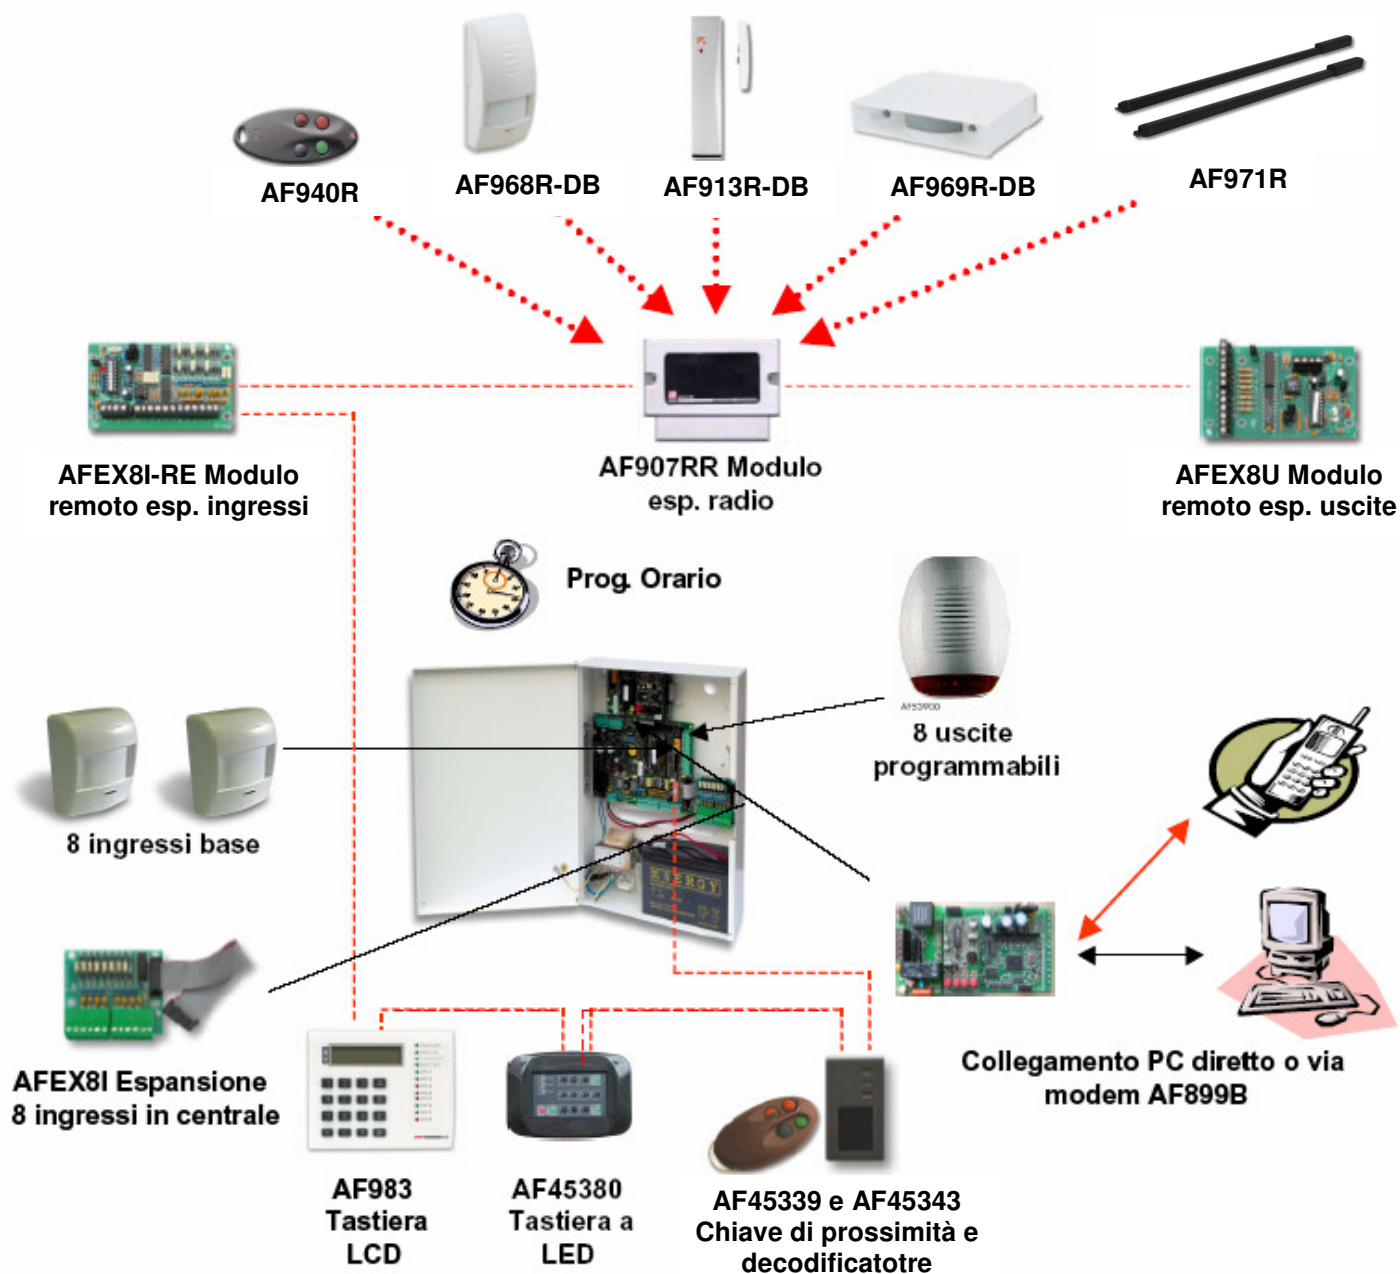 AF940R
AF968R-DB
AF913R-DB
AF969R-DB
AF971R
AFEX8I-RE Modulo
remoto esp. ingressi
AF907RR Modulo
esp. radio
AFEX8U Modulo
remoto esp. uscite
Prog. Orario
AF53900
8 uscite
programmabili
8 ingressi base
ENERGY
AFEX8I Espansione
8 ingressi in centrale
Collegamento PC diretto o via
modem AF899B
AF983
Tastiera
LCD
AF45380
Tastiera a
LED
AF45339 e AF45343
Chiave di prossimità e
decodificatotre